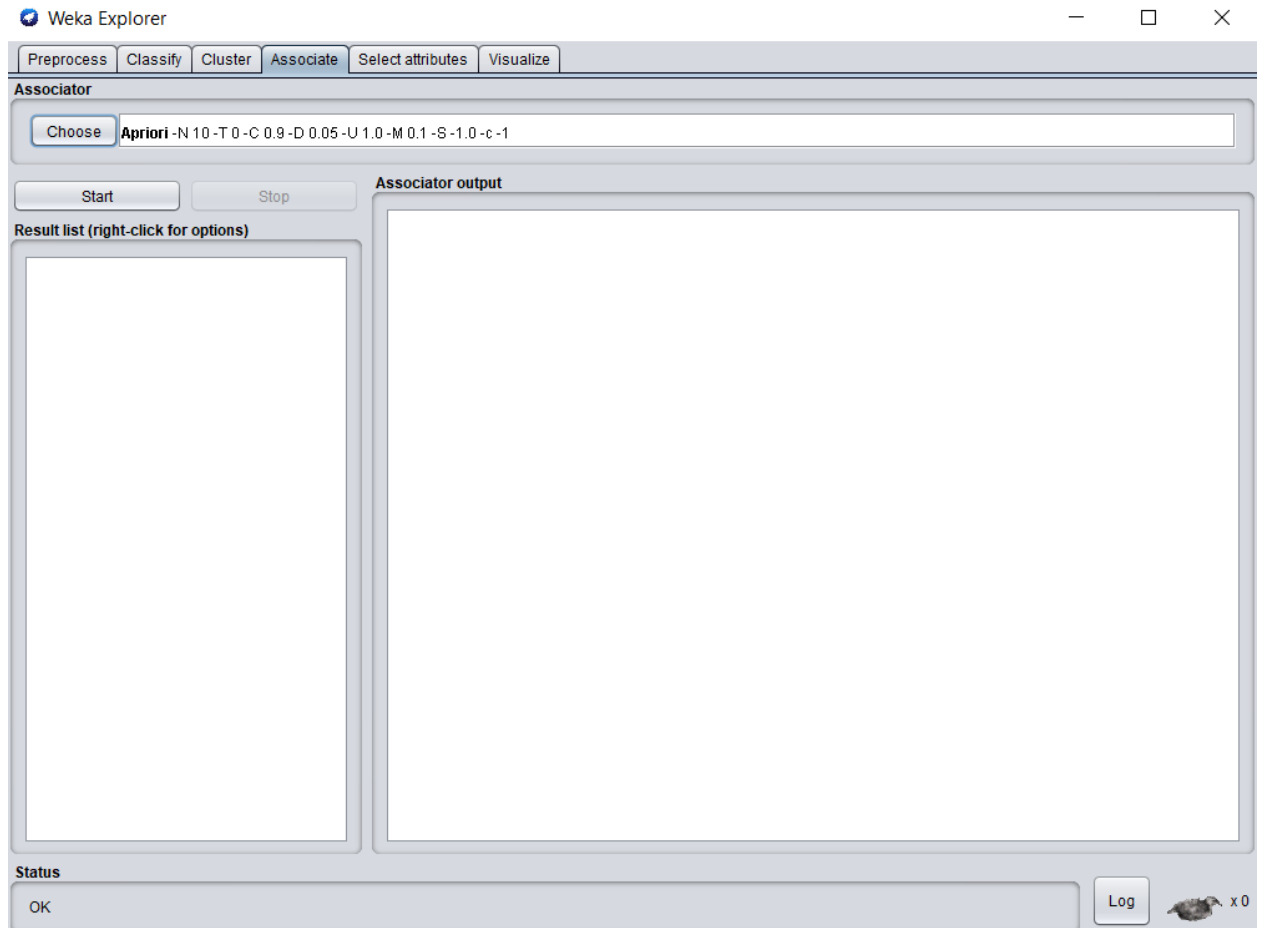 Weka Explorer
Preprocess Classify Cluster Associate Select attributes Visualize
Associator
Choose Apriori -N 10 -T 0 -C 0.9 -D 0.05 -U 1.0 -M 0.1 -S -1.0 -c -1
Start Stop
Associator output
Result list (right-click for options)
Status
OK
Log
x 0